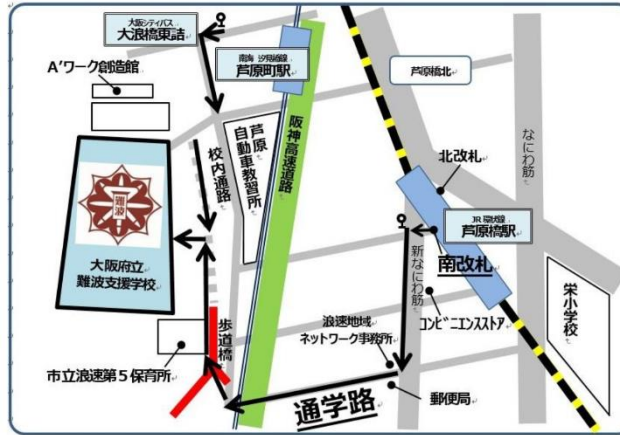 大阪シティバス
大浪橋東詰
A'ワーク創造館
南海 汐見橋線
芦原町駅
芦原橋北
なにわ筋
阪神高速道路
芦原
自動車教習所
校内通路
北改札
JR 環状線
芦原橋駅
南改札
新なにわ筋
難波
大阪府立
難波支援学校
栄小学校
コンビニエンスストア
浪速地域
ネットワーク事務所
歩道橋
市立浪速第5保育所
通学路
郵便局